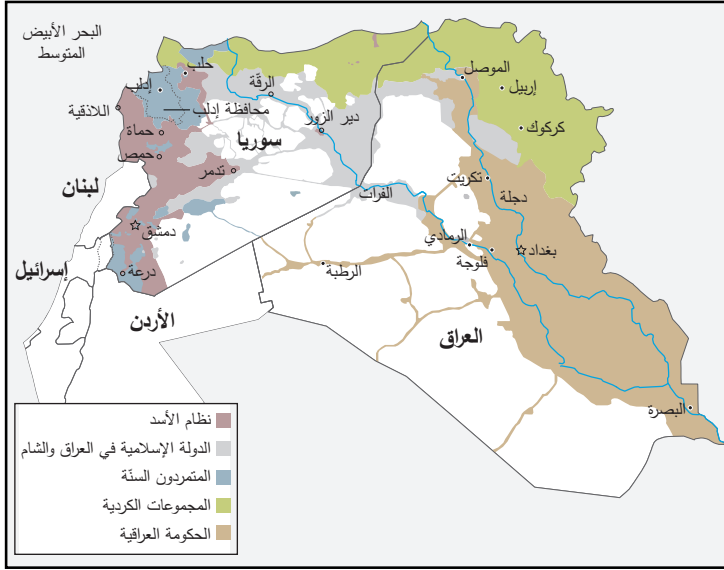 البحر الأبيض
المتوسط
حلب
إدلب
الرقّة
الموصل
إربيل
اللاذقية
محافظة إدلب
دير الزور
كركوك
حماة
سوريا
حمص
تدمر
تكريت
لبنان
الفرات
دجلة
دمشق
الرمادي
فلوجة
بغداد
إسرائيل
درعة
الرطبة
الأردن
العراق
البصرة
نظام الأسد
الدولة الإسلامية في العراق والشام
المتمردون السنّة
المجموعات الكردية
الحكومة العراقية